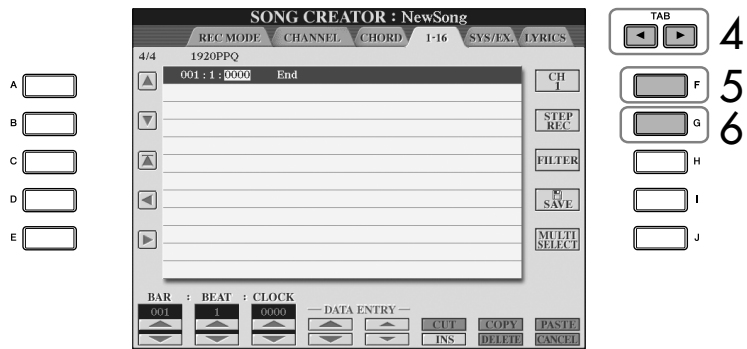 SONG CREATOR : NewSong
REC MODE CHANNEL CHORD 1-16 SYS/EX. LYRICS
4/4 1920PPQ
001 : 1 : 0000 End
CH 1
STEP REC
FILTER
SAVE
MULTI SELECT
BAR : BEAT : CLOCK
001 1 0000
DATA ENTRY
CUT COPY PASTE
INS DELETE CANCEL
A
B
C
D
E
TAB
4
F 5
G 6
H
I
J